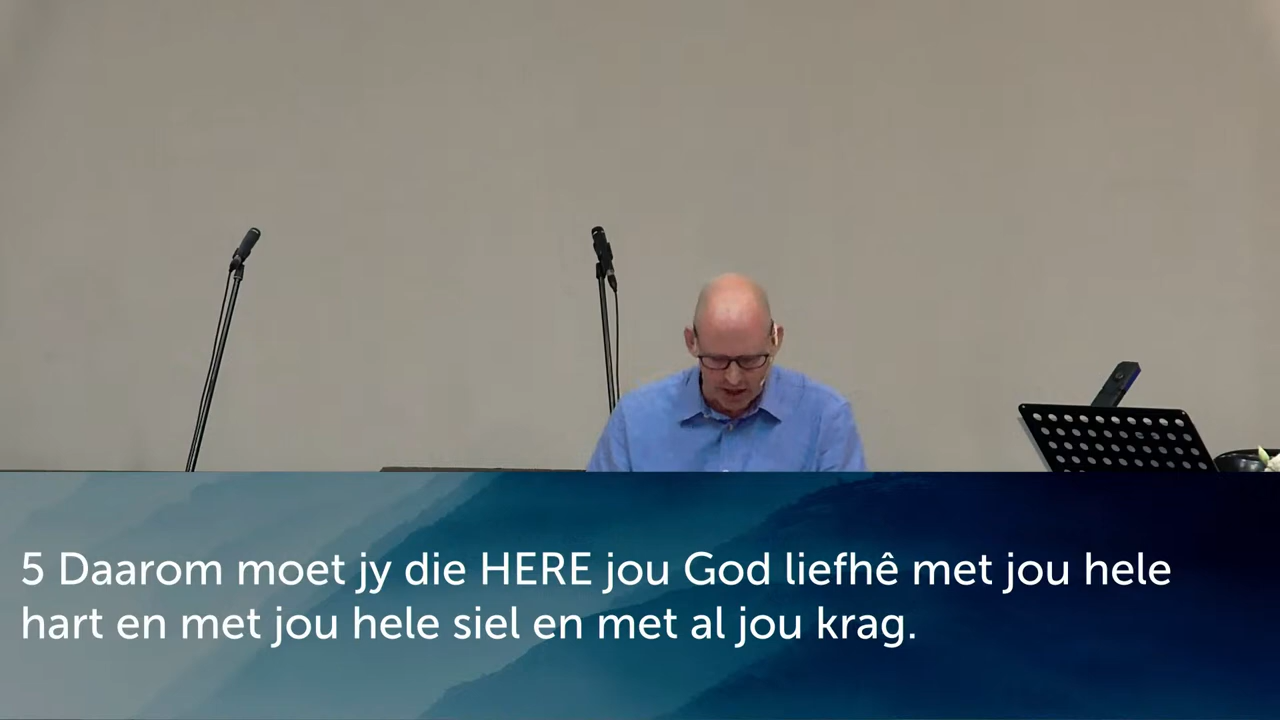 5 Daarom moet jy die HERE jou God liefhê met jou hele
hart en met jou hele siel en met al jou krag.